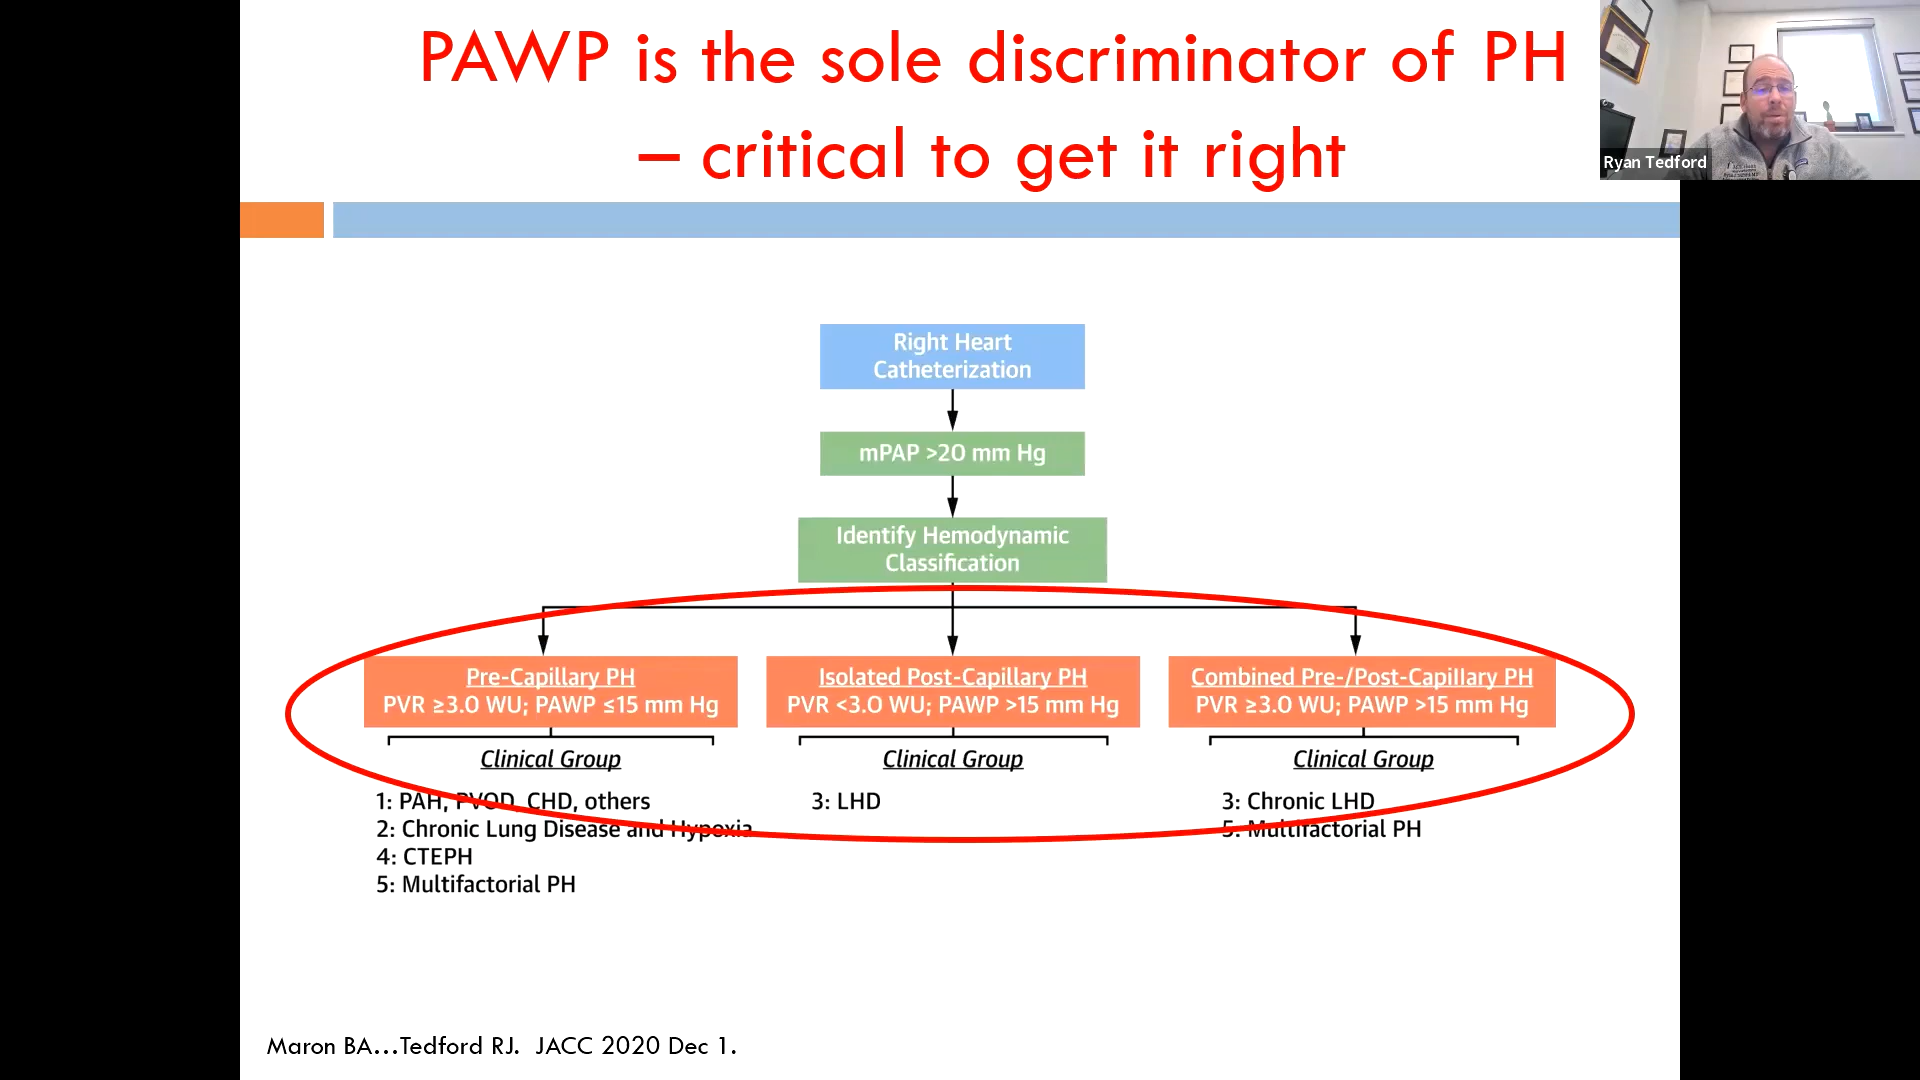 PAWP is the sole discriminator of PH
– critical to get it right
Ryan Tedford
Right Heart
Catheterization
mPAP >20 mm Hg
Identify Hemodynamic
Classification
Pre-Capillary PH
PVR ≥3.0 WU; PAWP ≤15 mm Hg
Clinical Group
1: PAH, PVOD, CHD, others
2: Chronic Lung Disease and Hypoxia
4: CTEPH
5: Multifactorial PH
Isolated Post-Capillary PH
PVR <3.0 WU; PAWP >15 mm Hg
Clinical Group
3: LHD
Combined Pre-/Post-Capillary PH
PVR ≥3.0 WU; PAWP >15 mm Hg
Clinical Group
3: Chronic LHD
5: Multifactorial PH
Maron BA...Tedford RJ. JACC 2020 Dec 1.